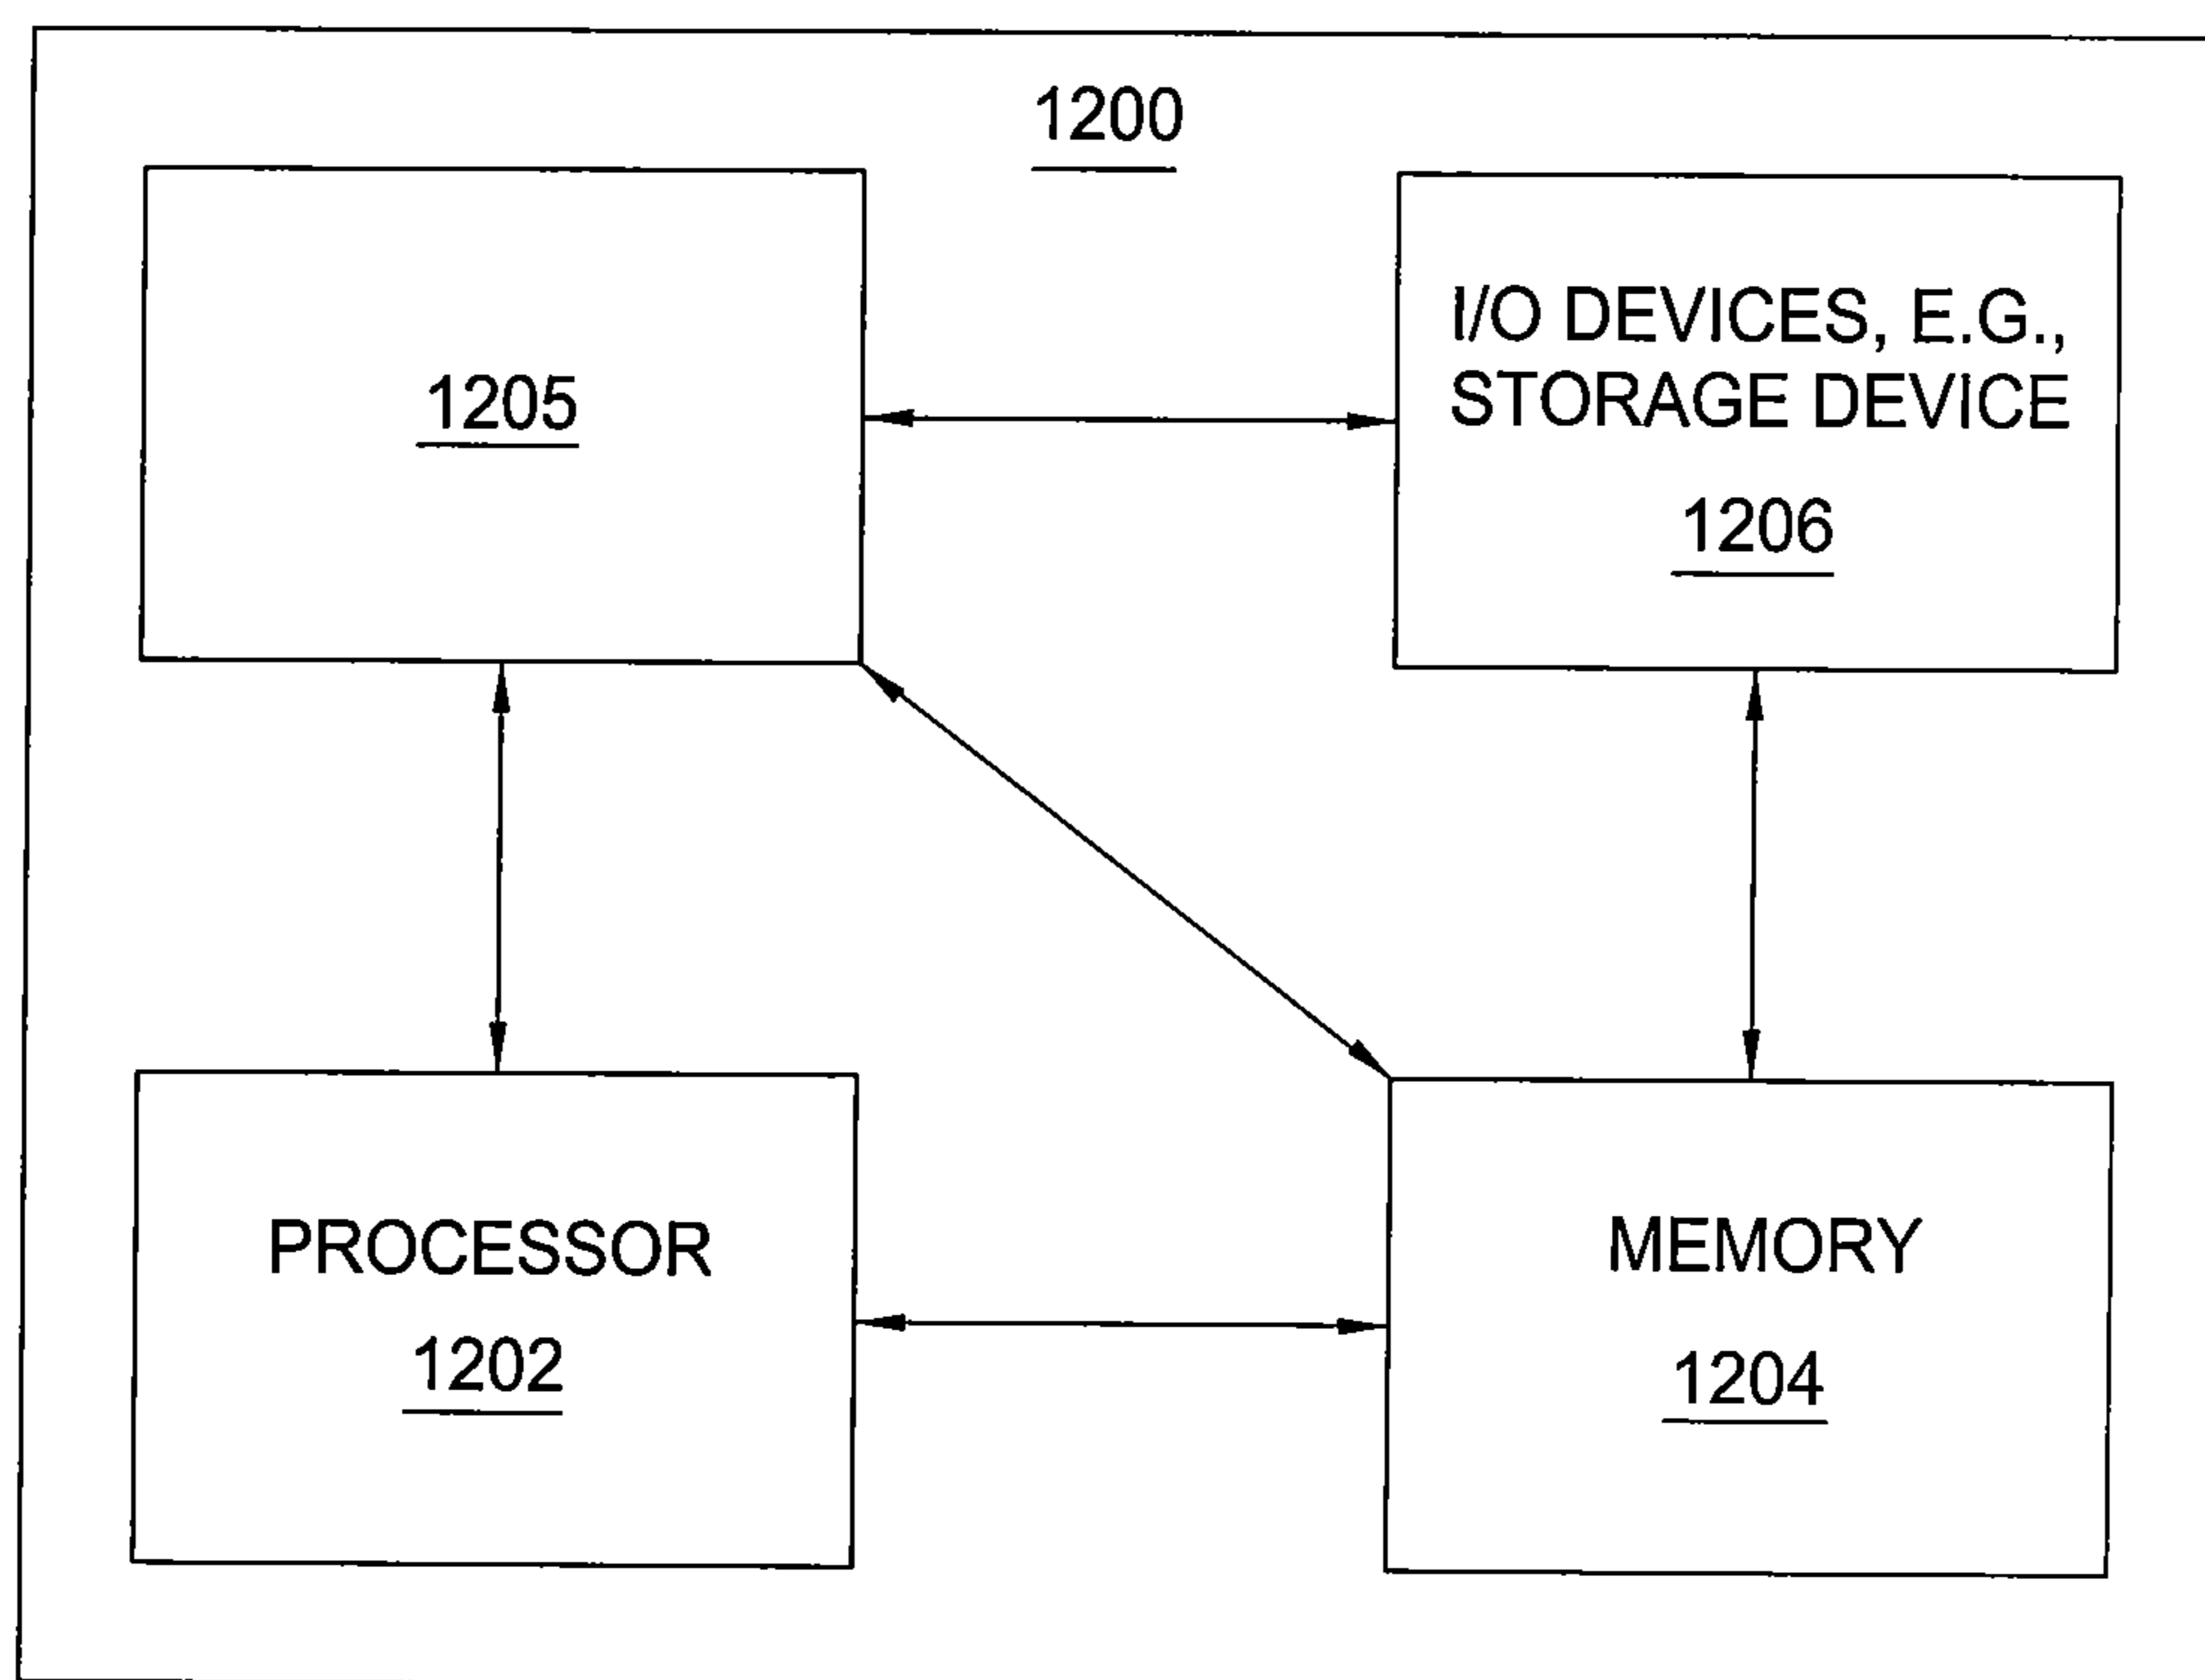 1200
1205
I/O DEVICES, E.G.,
STORAGE DEVICE
1206
PROCESSOR
1202
MEMORY
1204